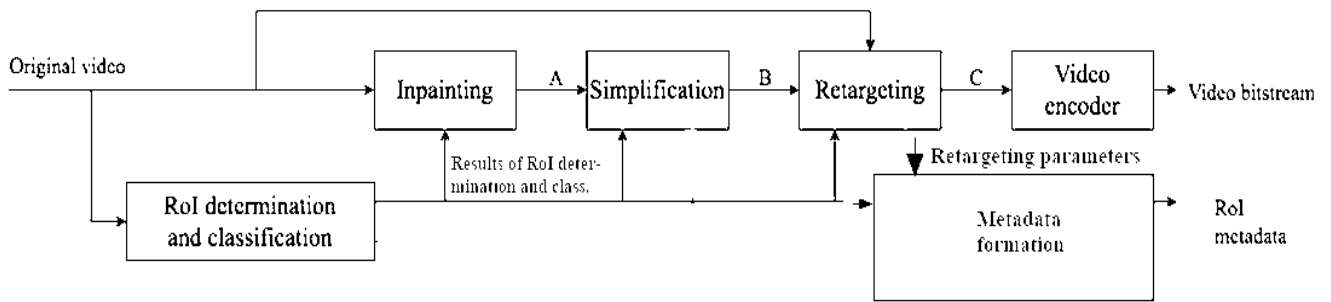 Original video
Inpainting
A
Simplification
B
Retargeting
C
Video
encoder
Video bitstream
Results of RoI deter-
mination and class.
Retargeting parameters
RoI determination
and classification
Metadata
formation
RoI
metadata